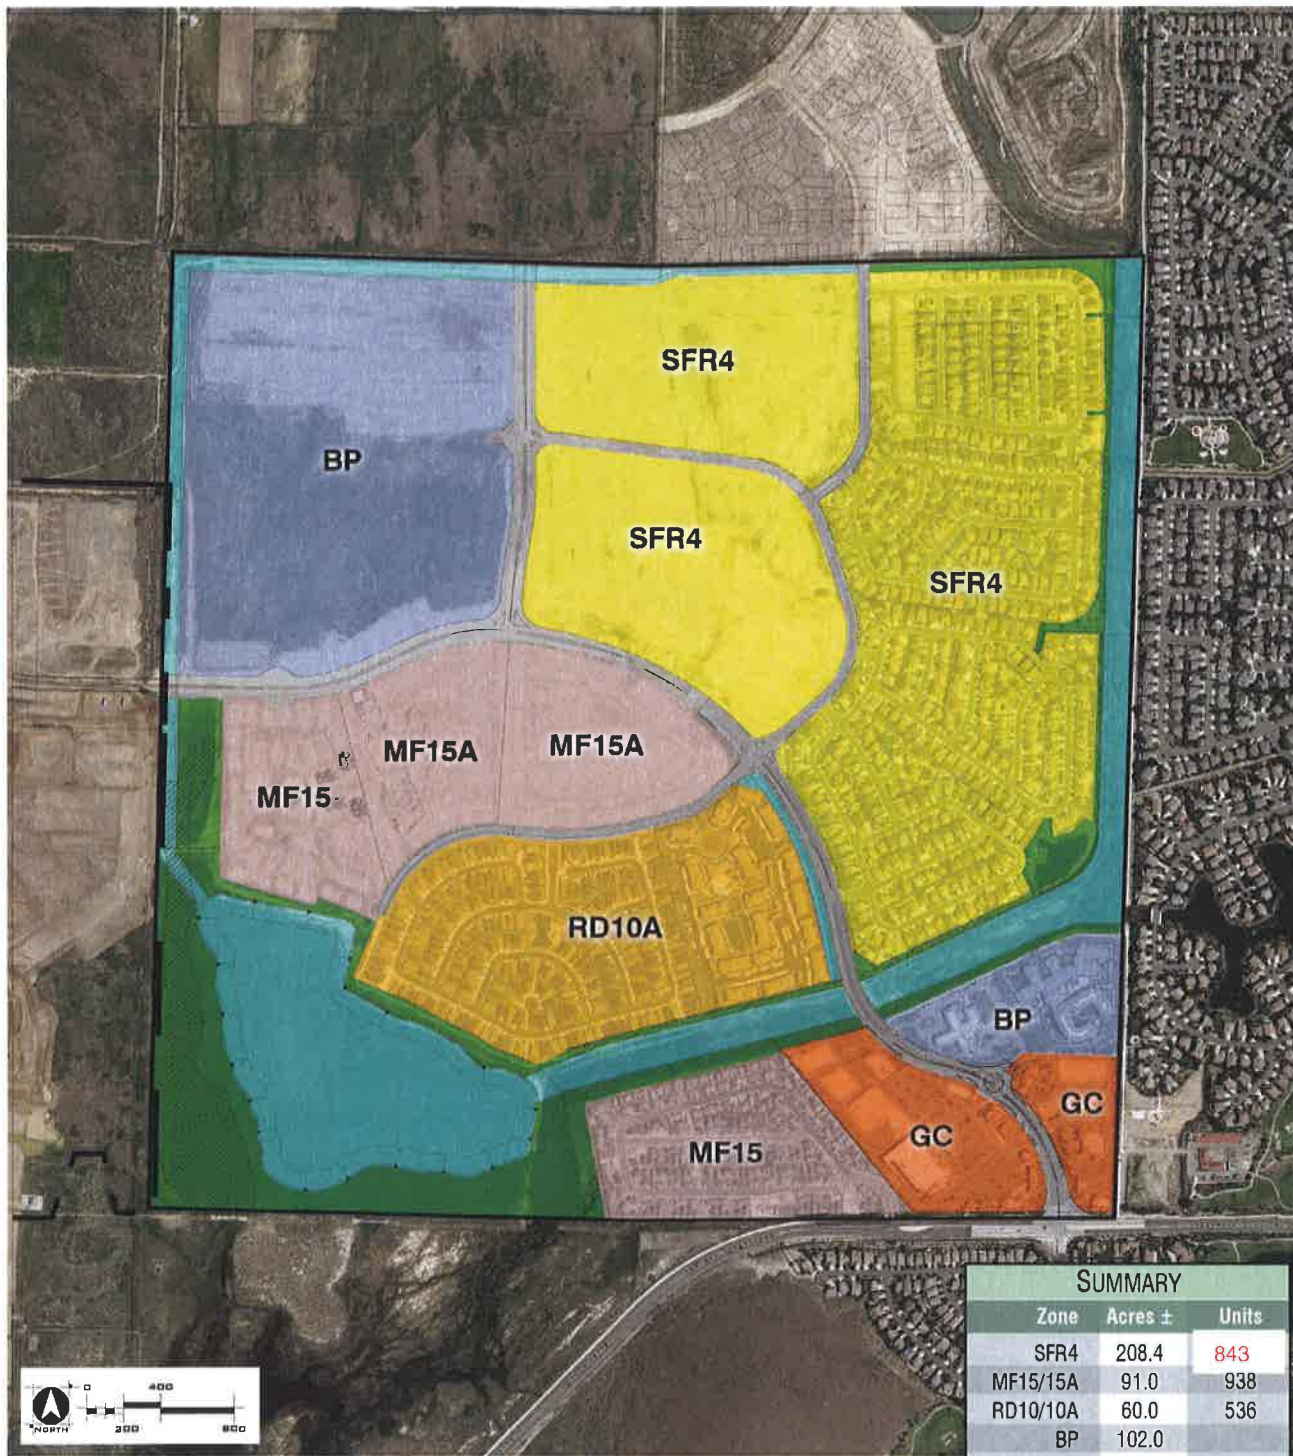 SFR4
BP
SFR4
SFR4
MF15A
MF15A
MF15
RD10A
BP
GC
GC
MF15
SUMMARY
Zone Acres ± Units
SFR4 208.4 843
MF15/15A 91.0 938
RD10/10A 60.0 536
BP 102.0
0 400
200 800
NORTH